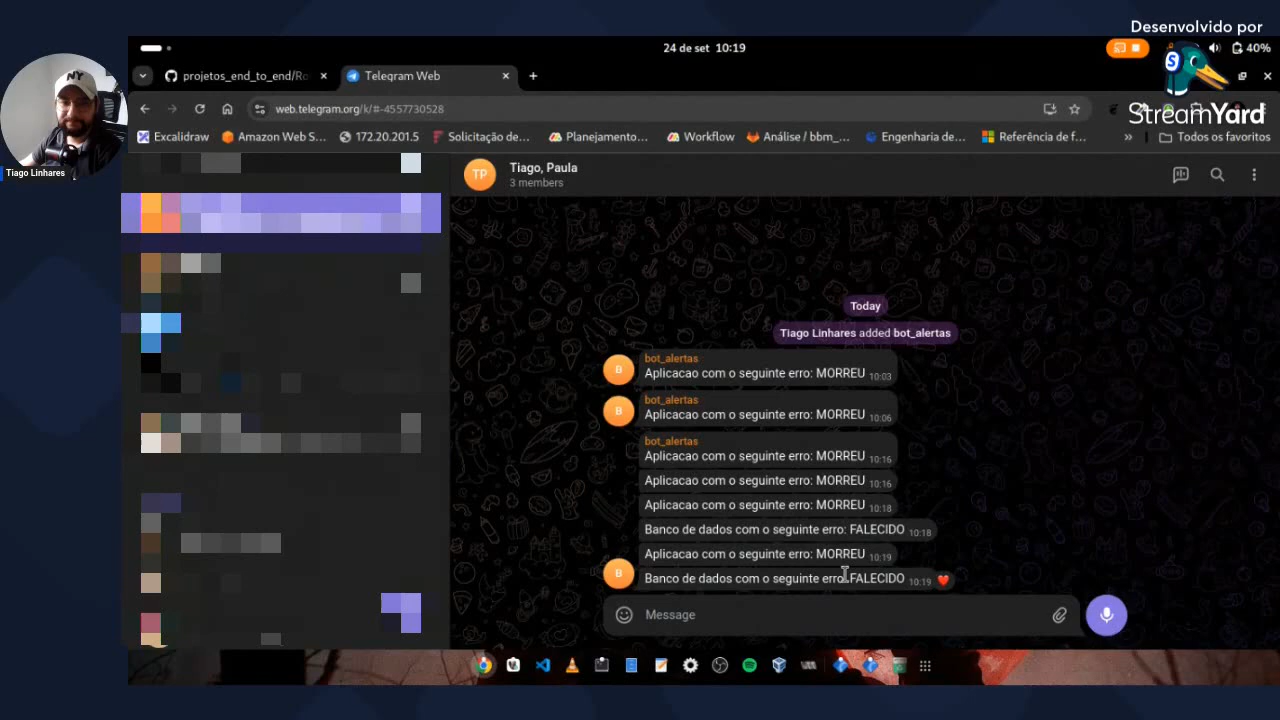 Desenvolvido por
StreamYard
24 de set 10:19
40%
projetos_end_to_end/Ro
Telegram Web
web.telegram.org/k/#-4557730528
Excalidraw
Amazon Web S...
172.20.201.5
Solicitação de...
Planejamento...
Workflow
Análise / bbm_...
Engenharia de...
Referência de f...
»
Todos os favoritos
NY
Tiago Linhares
TP
Tiago, Paula
3 members
Today
Tiago Linhares added bot_alertas
bot_alertas
B
Aplicacao com o seguinte erro: MORREU 10:03
bot_alertas
B
Aplicacao com o seguinte erro: MORREU 10:06
bot_alertas
Aplicacao com o seguinte erro: MORREU 10:16
Aplicacao com o seguinte erro: MORREU 10:16
Aplicacao com o seguinte erro: MORREU 10:18
Banco de dados com o seguinte erro: FALECIDO 10:18
Aplicacao com o seguinte erro: MORREU 10:19
B
Banco de dados com o seguinte erro: FALECIDO 10:19
Message